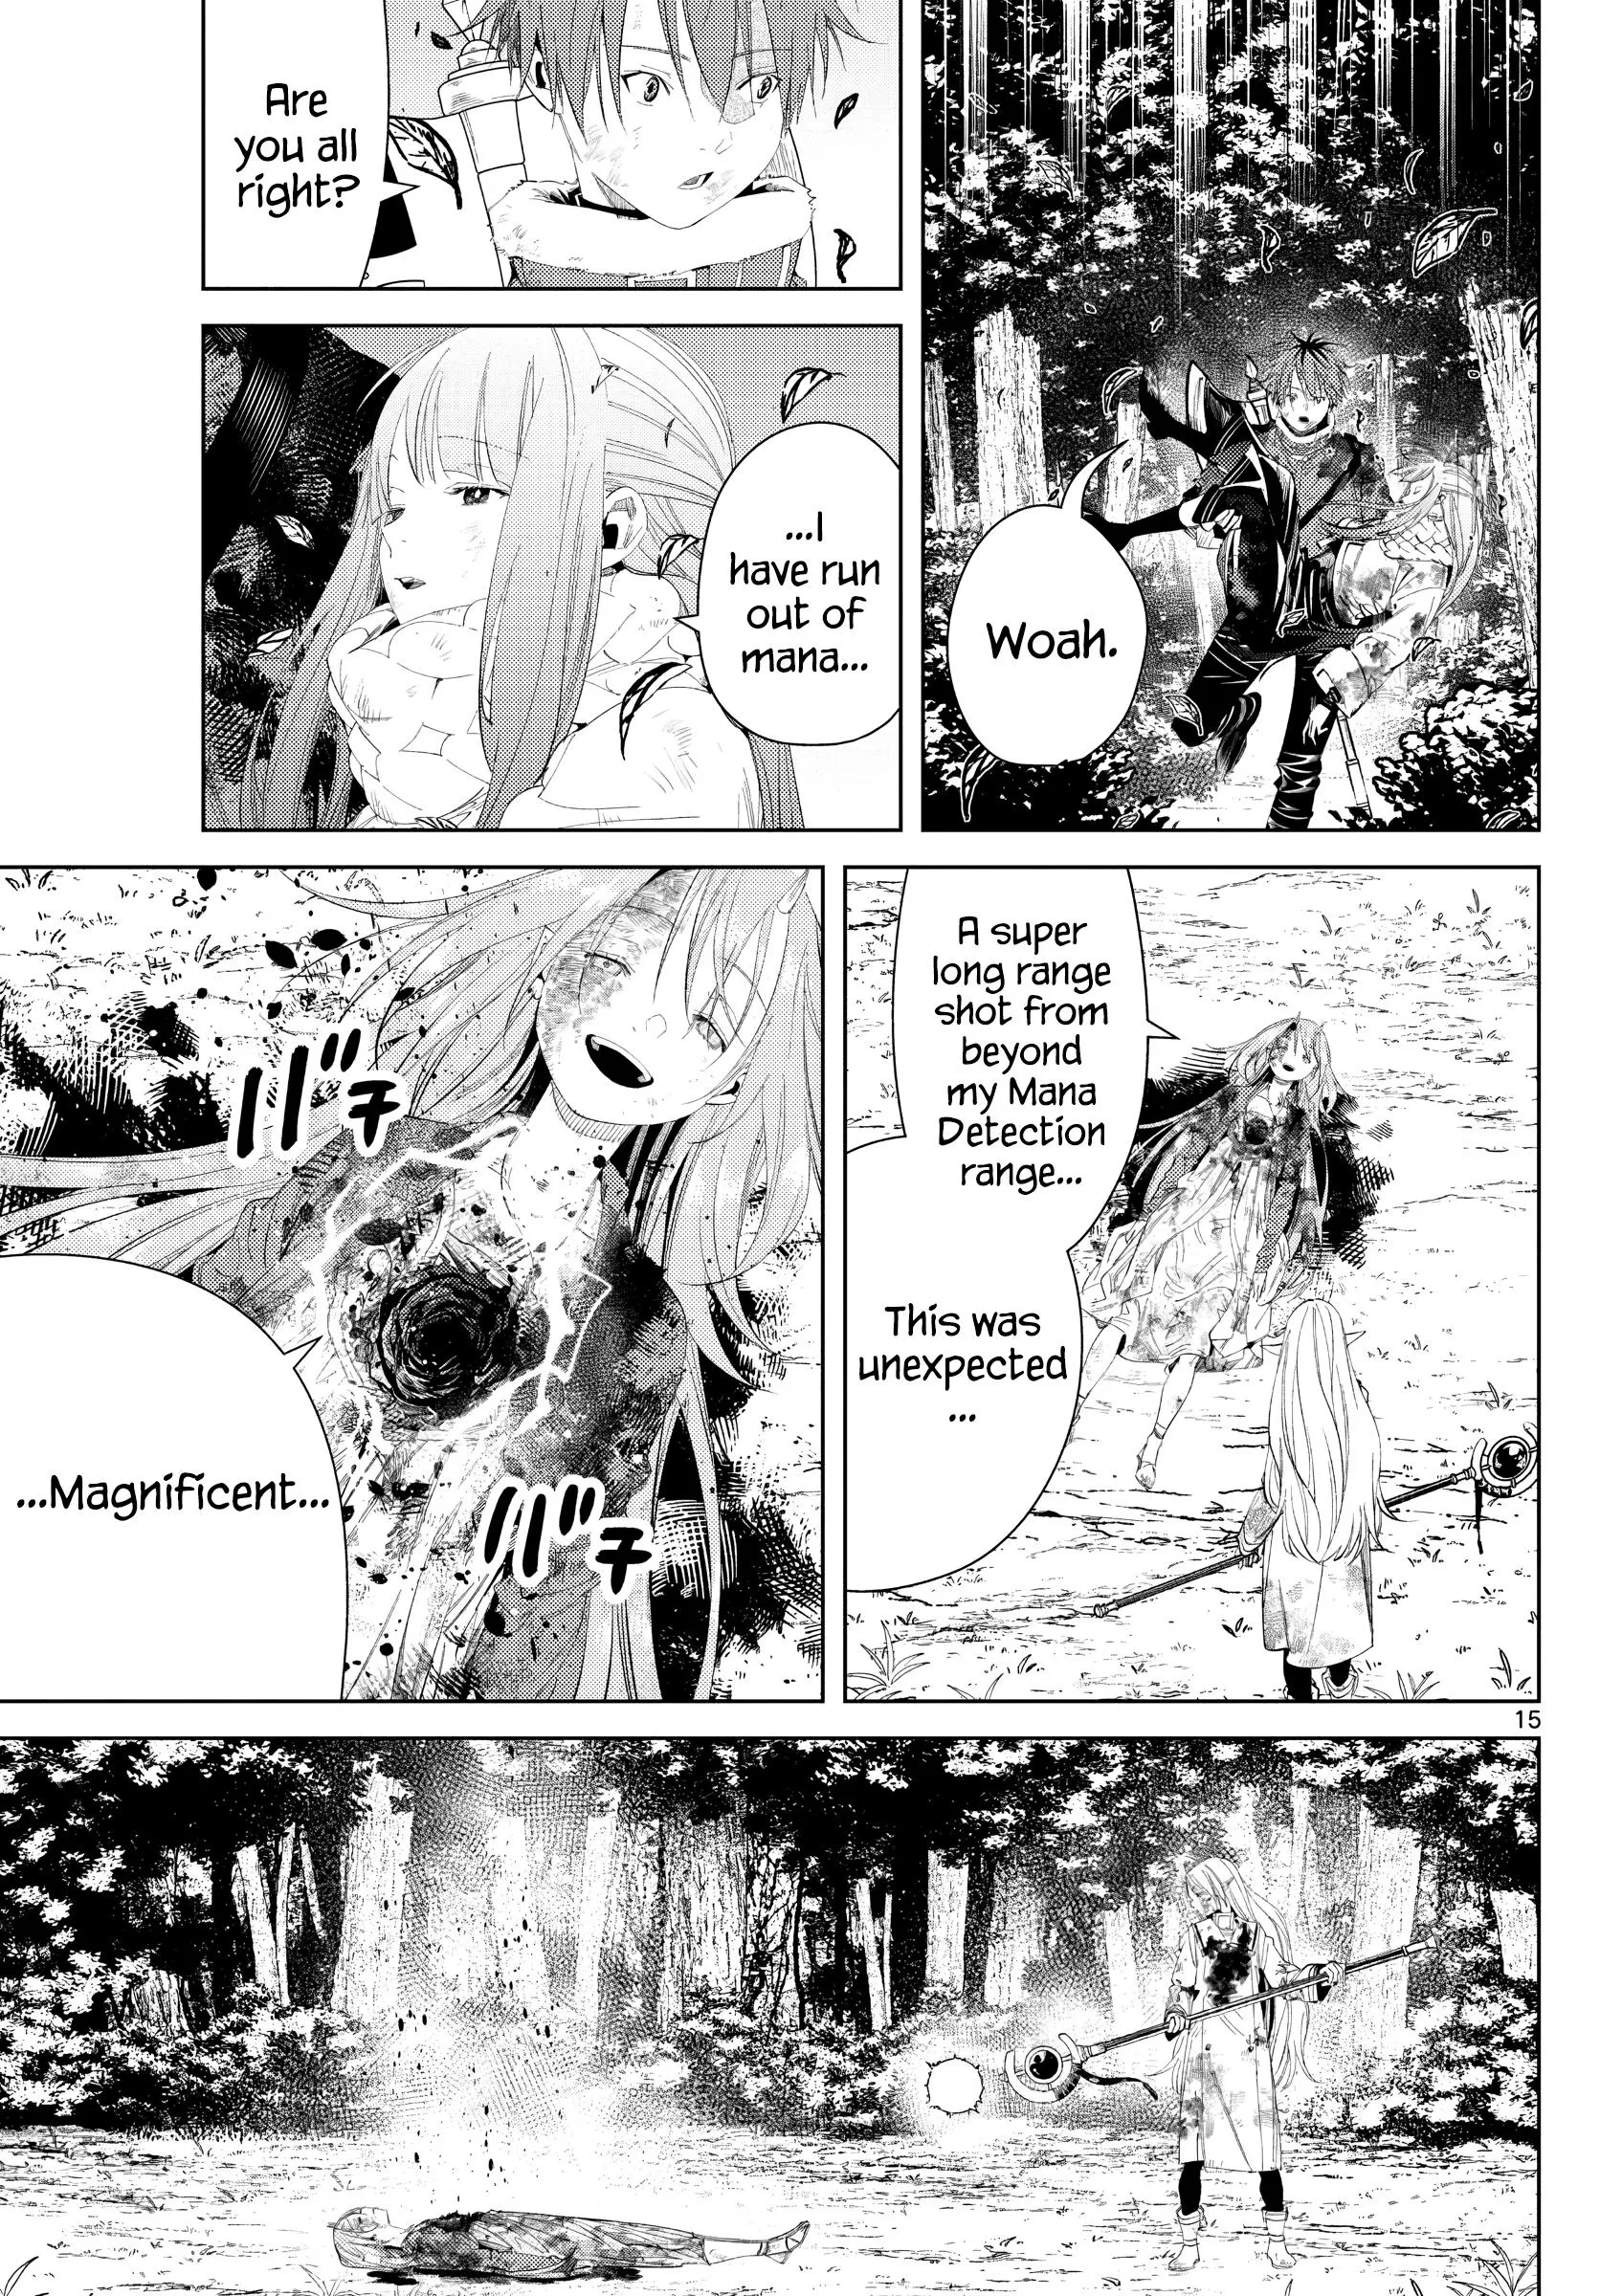 Woah.
Are
you all
right?
...I
have run
out of
mana...
A super
long range
shot from
beyond
my Mana
Detection
range...
This was
unexpected
...
バチ
バチ
...Magnificent...
15